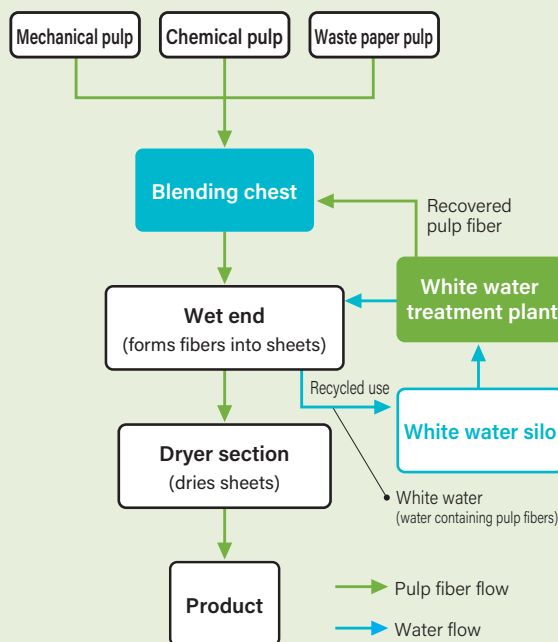 Mechanical pulp
Chemical pulp
Waste paper pulp
Blending chest
Recovered
pulp fiber
White water
treatment plant
Wet end
(forms fibers into sheets)
Recycled use
White water silo
Dryer section
(dries sheets)
White water
(water containing pulp fibers)
Product
Pulp fiber flow
Water flow